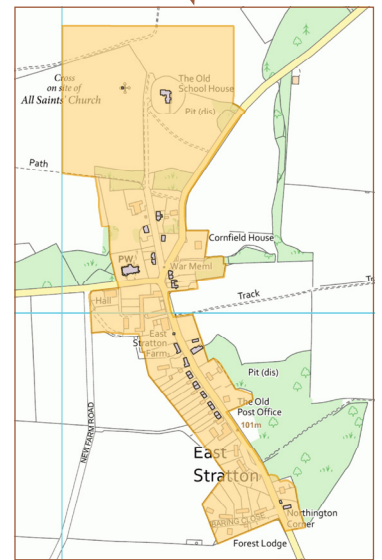 Cross
on site of
All Saints' Church
The Old
School House
Pit (dis)
Path
Cornfield House
PW
War Meml
Track
Hall
East
Stratton
Farm
Pit (dis)
The Old
Post Office
101m
NEW FARM ROAD
East
Stratton
BARING CLOSE
Northington
Corner
Forest Lodge